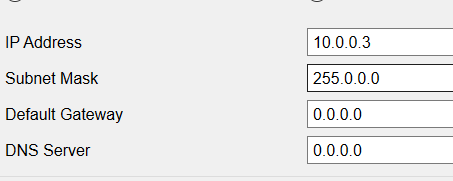 IP Address 10.0.0.3
Subnet Mask 255.0.0.0
Default Gateway 0.0.0.0
DNS Server 0.0.0.0